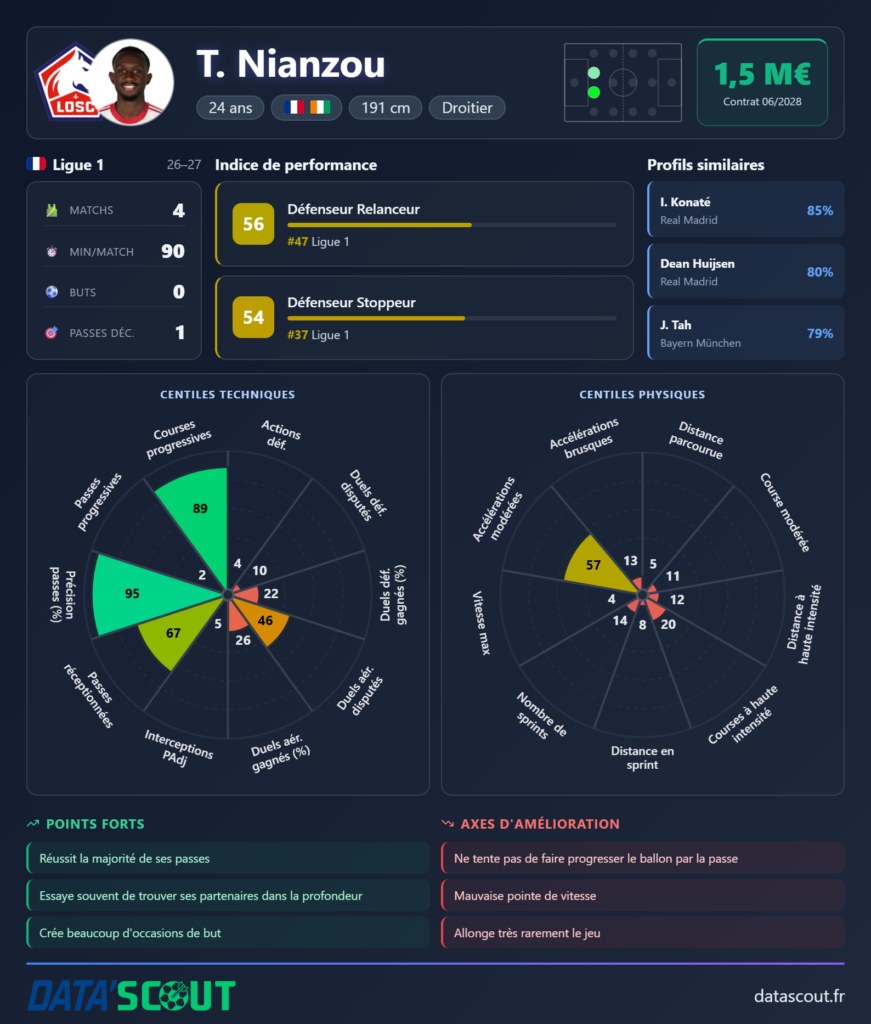 LOSC
T. Nianzou
24 ans
191 cm
Droitier
1,5 M€
Contrat 06/2028
Ligue 1
26–27
MATCHS
4
MIN/MATCH
90
BUTS
0
PASSES DÉC.
1
Indice de performance
56
Défenseur Relanceur
#47 Ligue 1
54
Défenseur Stoppeur
#37 Ligue 1
Profils similaires
I. Konaté
Real Madrid
85%
Dean Huijsen
Real Madrid
80%
J. Tah
Bayern München
79%
CENTILES TECHNIQUES
Actions
déf.
4
Duels déf.
disputés
10
Duels déf.
gagnés (%)
22
Duels aér.
disputés
46
Duels aér.
gagnés (%)
26
Interceptions
PAdj
5
Passes
réceptionnées
67
Précision
passes (%)
95
Passes
progressives
2
Courses
progressives
89
CENTILES PHYSIQUES
Distance
parcourue
5
Course modérée
11
Distance à
haute intensité
12
Courses à haute
intensité
20
Distance en
sprint
8
Nombre de
sprints
14
Vitesse max
4
Accélérations
modérées
57
Accélérations
brusques
13
POINTS FORTS
Réussit la majorité de ses passes
Essaye souvent de trouver ses partenaires dans la profondeur
Crée beaucoup d'occasions de but
AXES D'AMÉLIORATION
Ne tente pas de faire progresser le ballon par la passe
Mauvaise pointe de vitesse
Allonge très rarement le jeu
DATA'SCOUT
datascout.fr